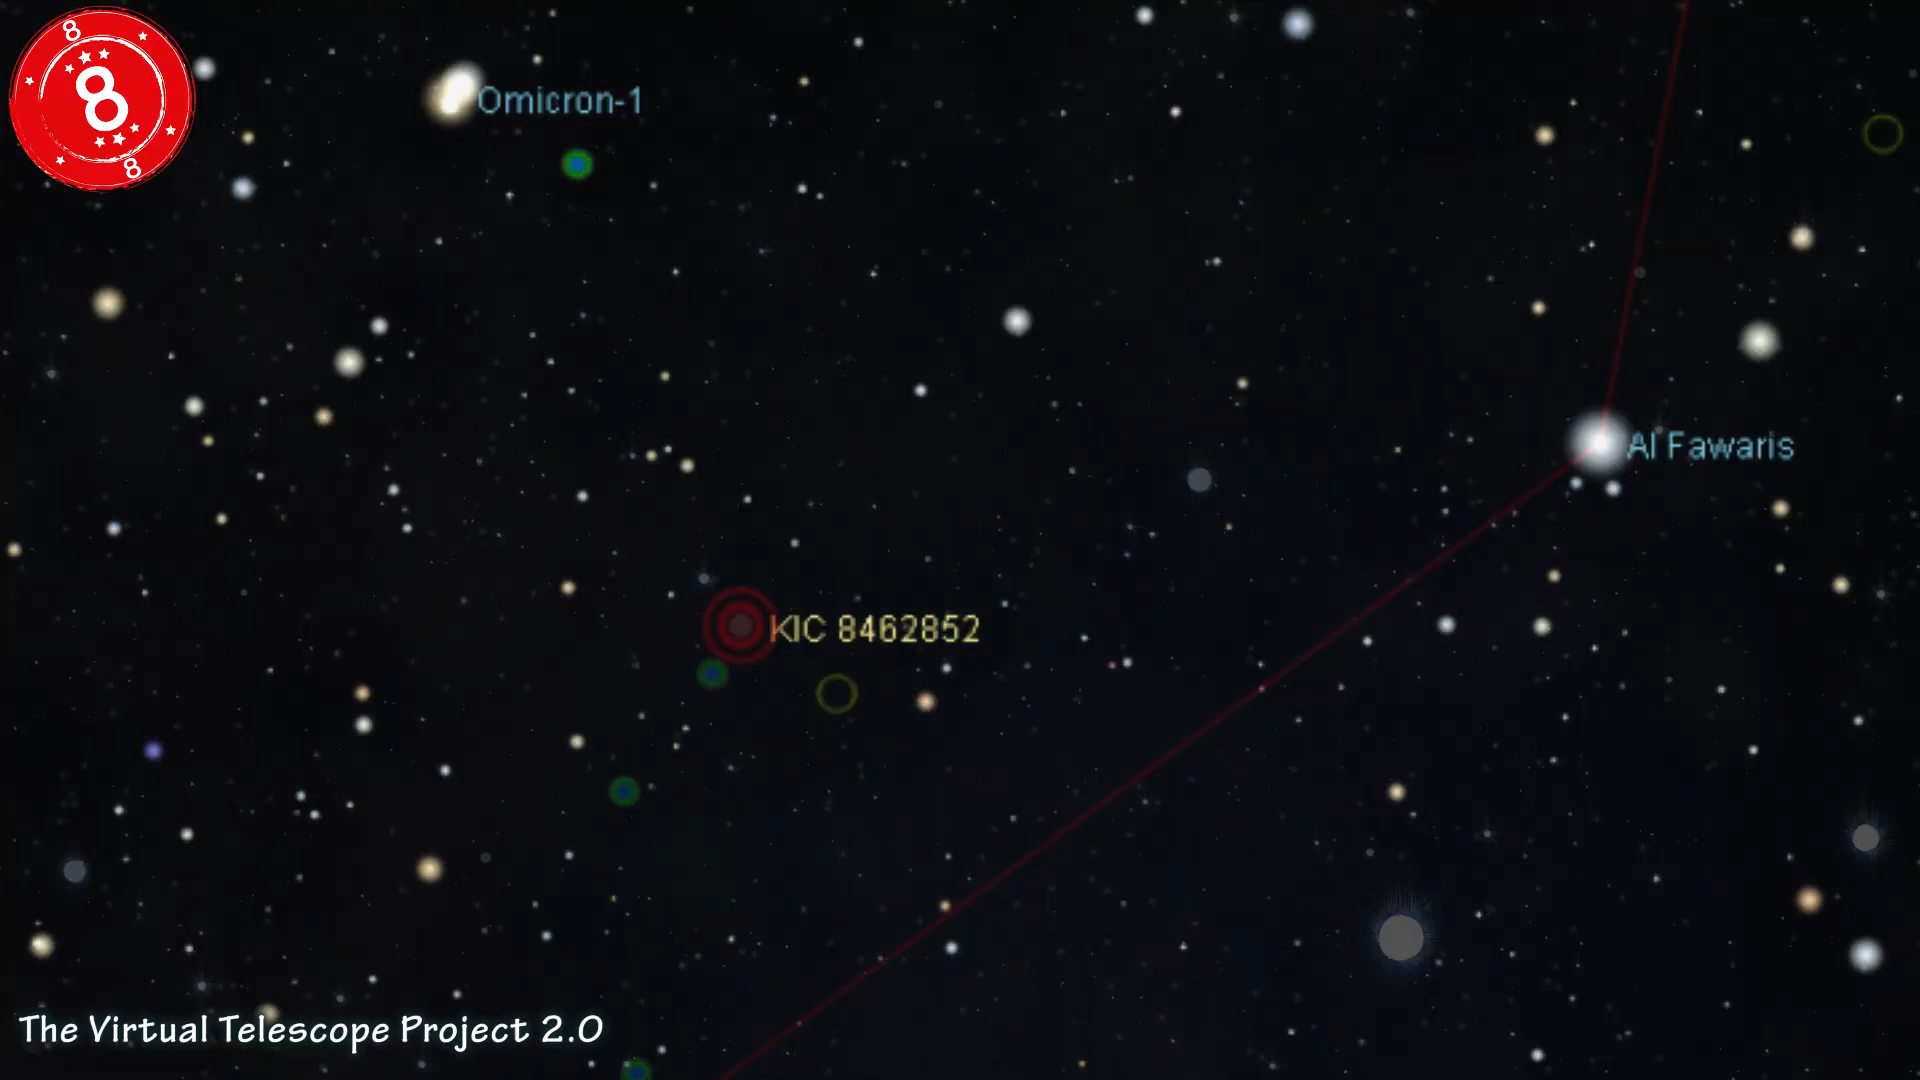 8
8
8
Omicron-1
Al Fawaris
KIC 8462852
The Virtual Telescope Project 2.0